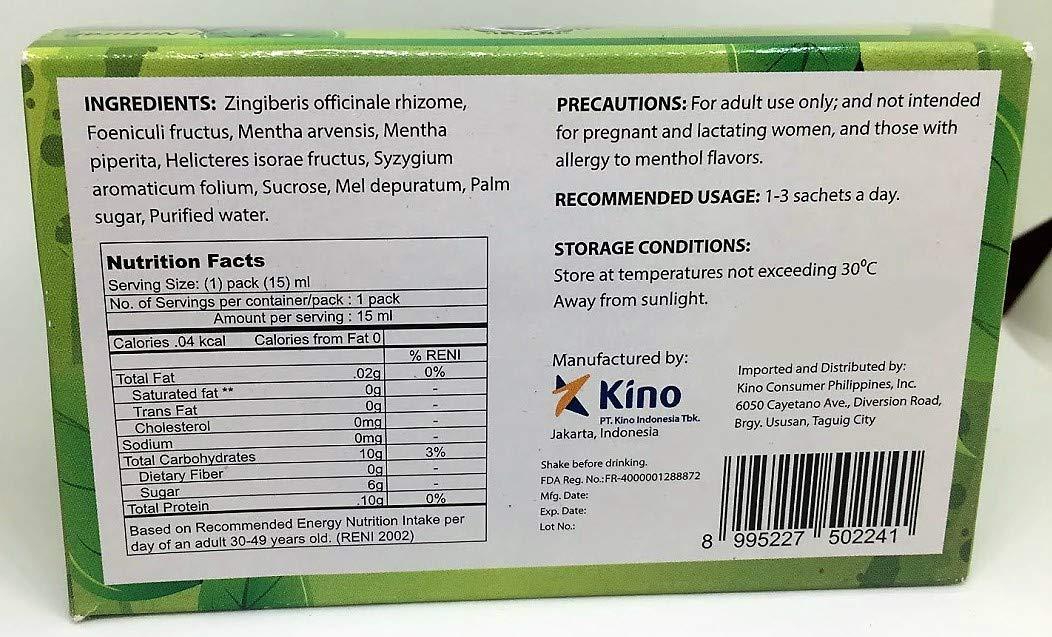 INGREDIENTS: Zingiberis officinale rhizome,
Foeniculi fructus, Mentha arvensis, Mentha
piperita, Helicteres isorae fructus, Syzygium
aromaticum folium, Sucrose, Mel depuratum, Palm
sugar, Purified water.
Nutrition Facts
Serving Size: (1) pack (15) ml
No. of Servings per container/pack : 1 pack
Amount per serving : 15 ml
Calories .04 kcal Calories from Fat 0
% RENI
Total Fat .02g 0%
Saturated fat ** 0g -
Trans Fat 0g -
Cholesterol 0mg -
Sodium 0mg -
Total Carbohydrates 10g 3%
Dietary Fiber 0g -
Sugar 6g -
Total Protein .10g 0%
Based on Recommended Energy Nutrition Intake per
day of an adult 30-49 years old. (RENI 2002)
PRECAUTIONS: For adult use only; and not intended
for pregnant and lactating women, and those with
allergy to menthol flavors.
RECOMMENDED USAGE: 1-3 sachets a day.
STORAGE CONDITIONS:
Store at temperatures not exceeding 30⁰C
Away from sunlight.
Manufactured by:
Kino
PT. Kino Indonesia Tbk.
Jakarta, Indonesia
Imported and Distributed by:
Kino Consumer Philippines, Inc.
6050 Cayetano Ave., Diversion Road,
Brgy. Ususan, Taguig City
Shake before drinking.
FDA Reg. No.:FR-4000001288872
Mfg. Date:
Exp. Date:
Lot No.:
8 995227 502241